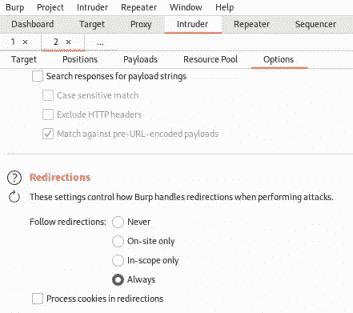 Burp Project Intruder Repeater Window Help
Dashboard Target Proxy Intruder Repeater Sequencer
1 × 2 × ...
Target Positions Payloads Resource Pool Options
Search responses for payload strings
Case sensitive match
Exclude HTTP headers
Match against pre-URL-encoded payloads
? Redirections
These settings control how Burp handles redirections when performing attacks.
Follow redirections: Never
On-site only
In-scope only
Always
Process cookies in redirections